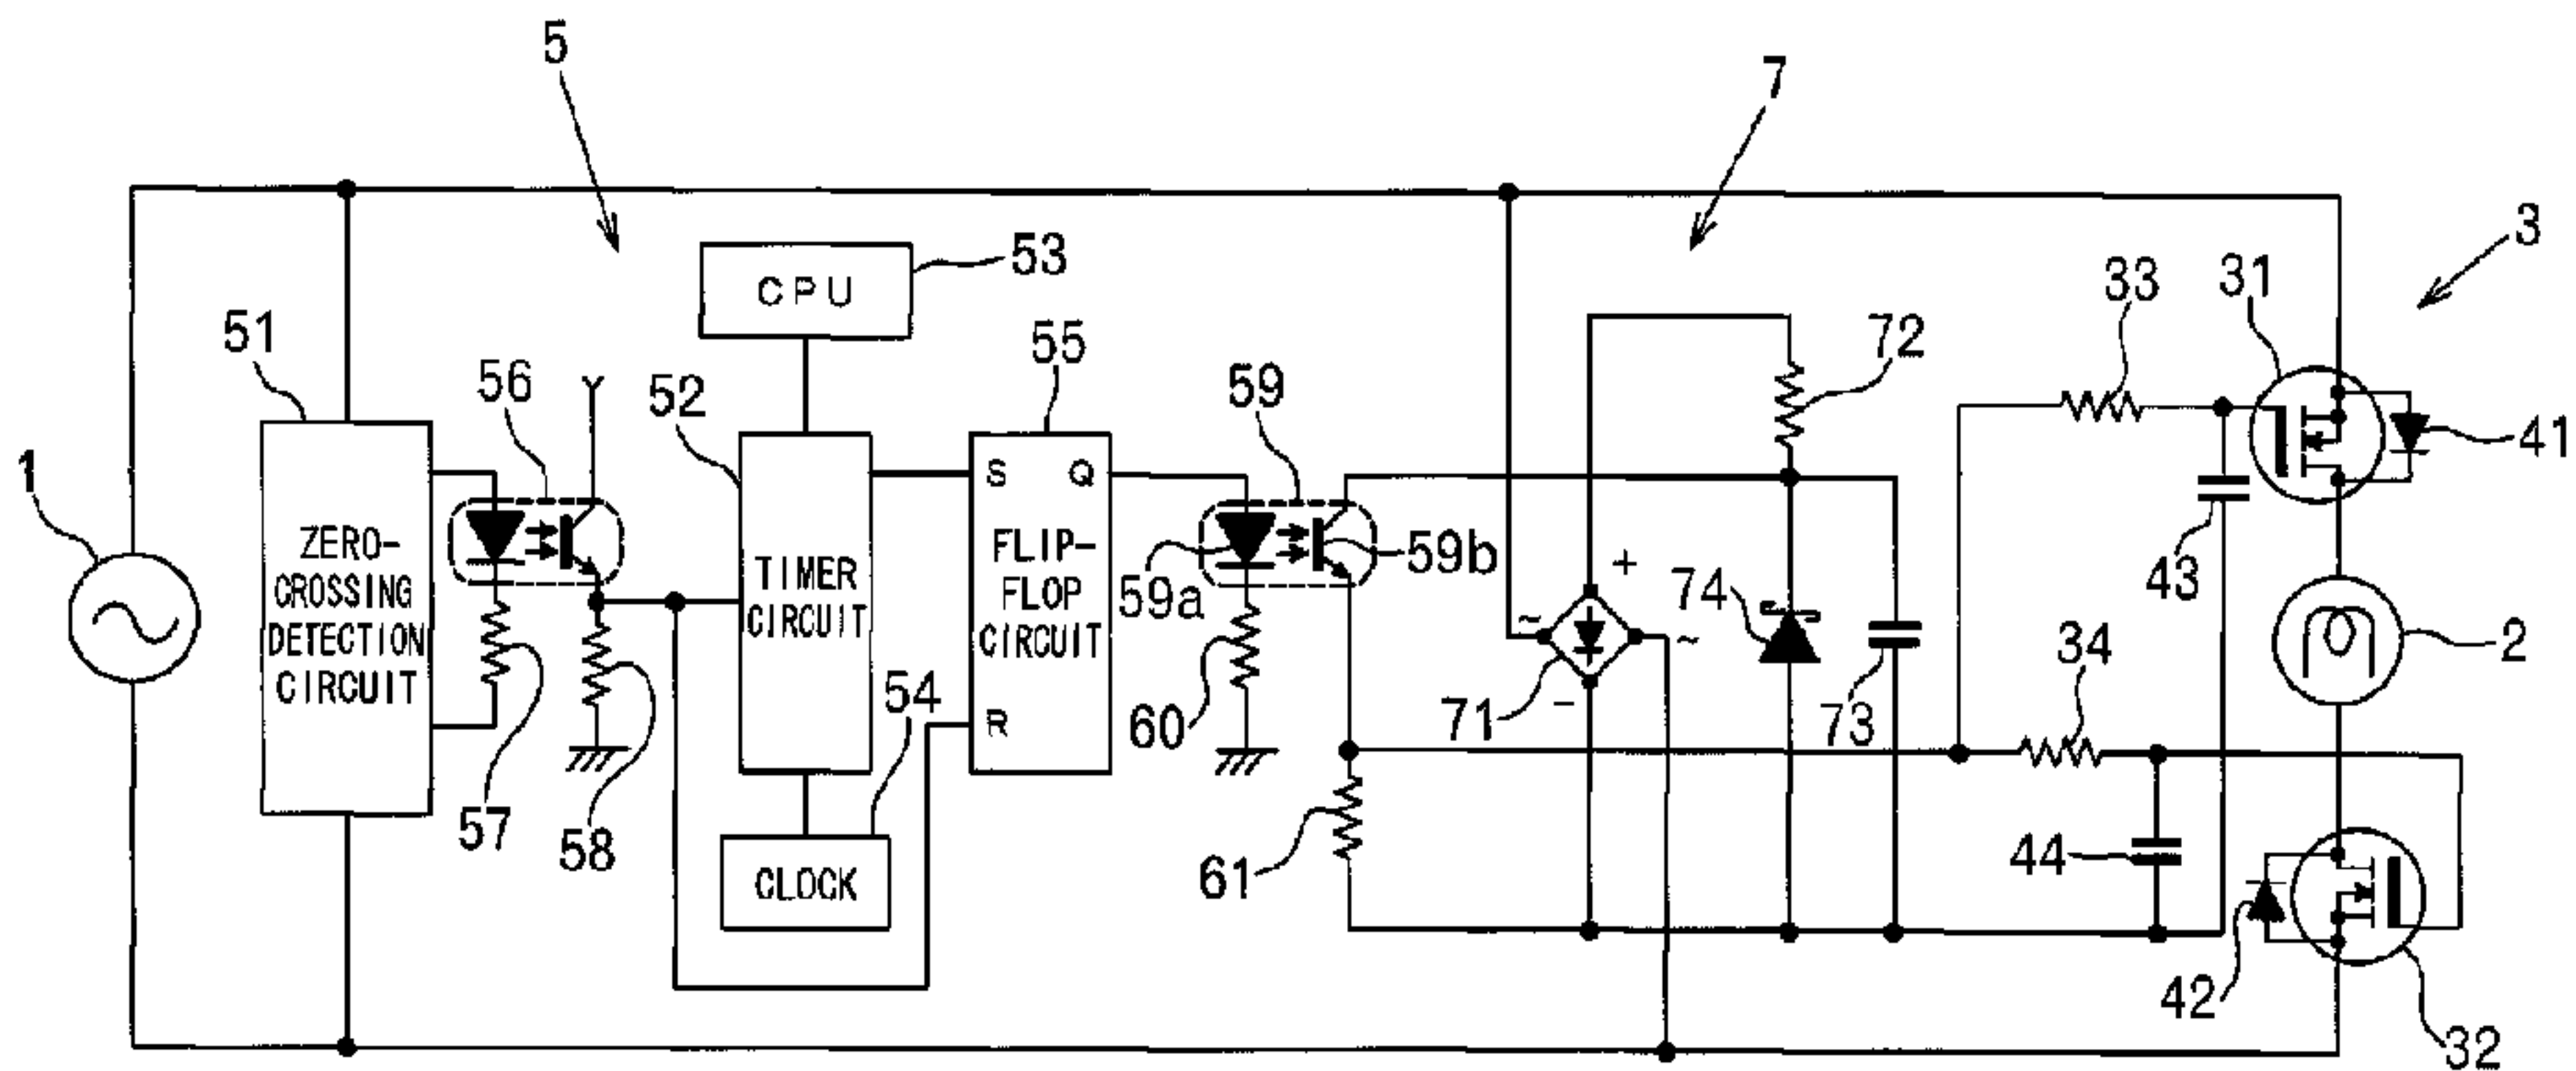 5
7
3
53
CPU
33
31
51
55
72
56
59
52
41
1
S
Q
43
ZERO-
CROSSING
DETECTION
CIRCUIT
TIMER
CIRCUIT
FLIP-
FLOP
CIRCUIT
59a
59b
+
~
~
−
74
34
2
54
60
71
73
R
57
58
CLOCK
61
44
42
32